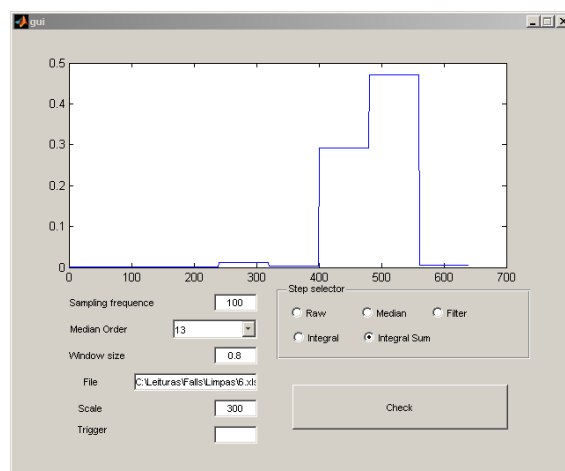 gui
0.5
0.4
0.3
0.2
0.1
0
0 100 200 300 400 500 600 700
Sampling frequence 100
Median Order 13
Window size 0.8
File C:\Leituras\Falls\Limpas\6.xls
Scale 300
Trigger
Step selector
Raw Median Filter
Integral Integral Sum
Check